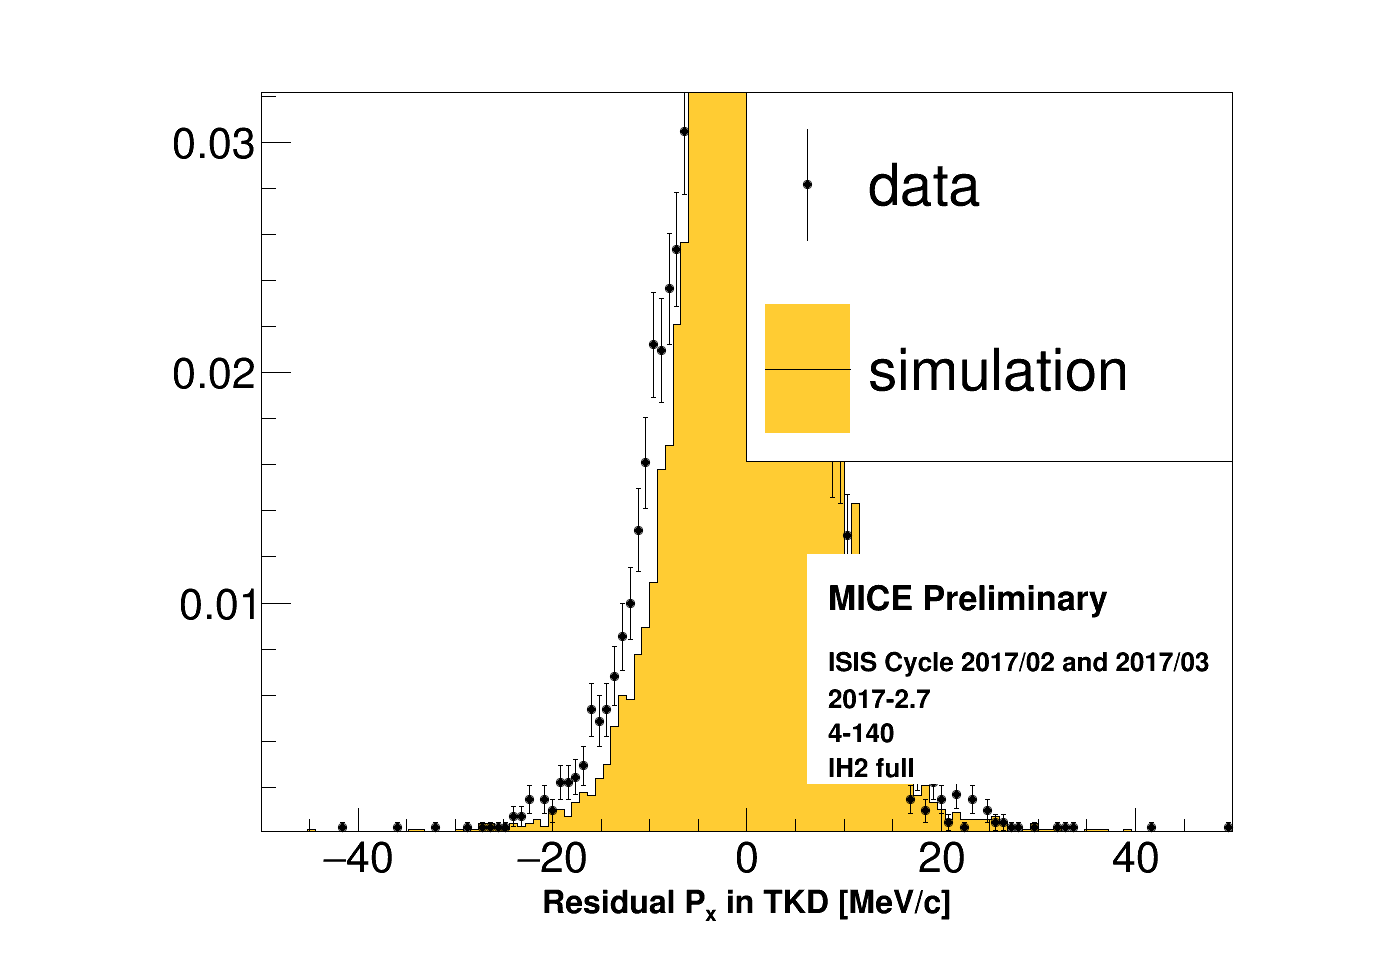 0.03
0.02
0.01
data
simulation
MICE Preliminary
ISIS Cycle 2017/02 and 2017/03
2017-2.7
4-140
IH2 full
−40 −20 0 20 40
Residual Px in TKD [MeV/c]